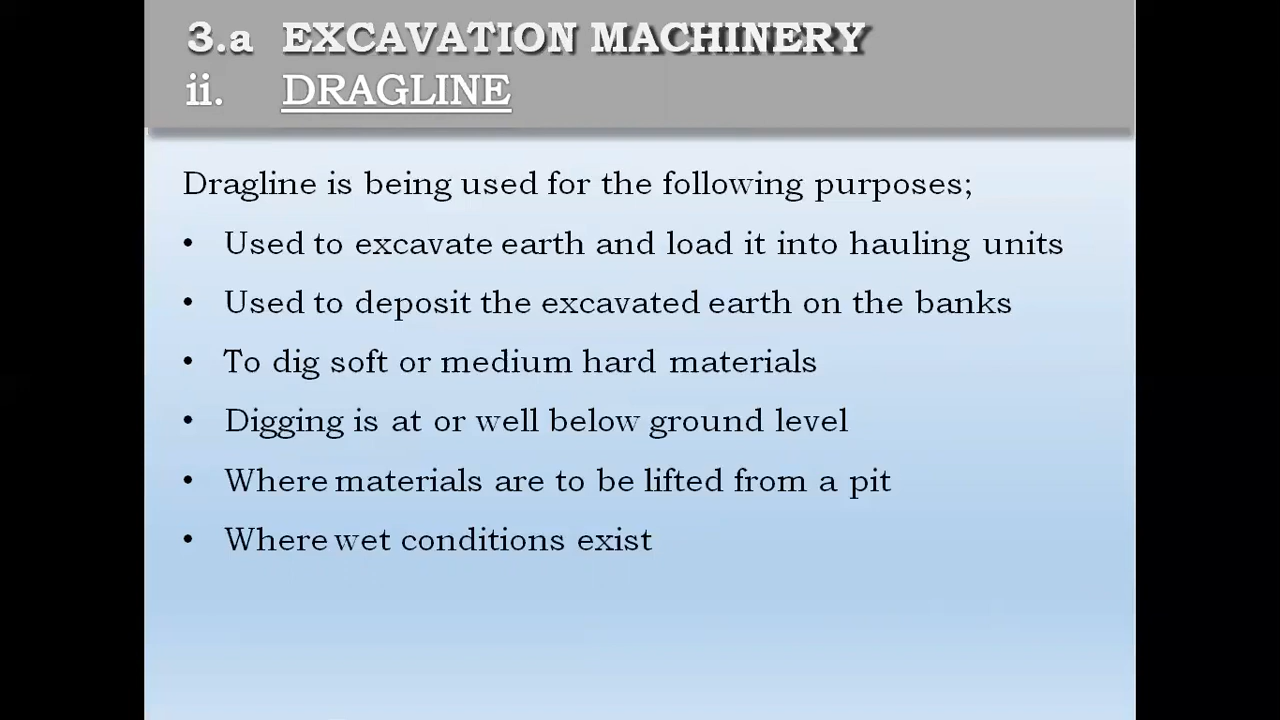 3.a EXCAVATION MACHINERY
ii. DRAGLINE
Dragline is being used for the following purposes;
• Used to excavate earth and load it into hauling units
• Used to deposit the excavated earth on the banks
• To dig soft or medium hard materials
• Digging is at or well below ground level
• Where materials are to be lifted from a pit
• Where wet conditions exist